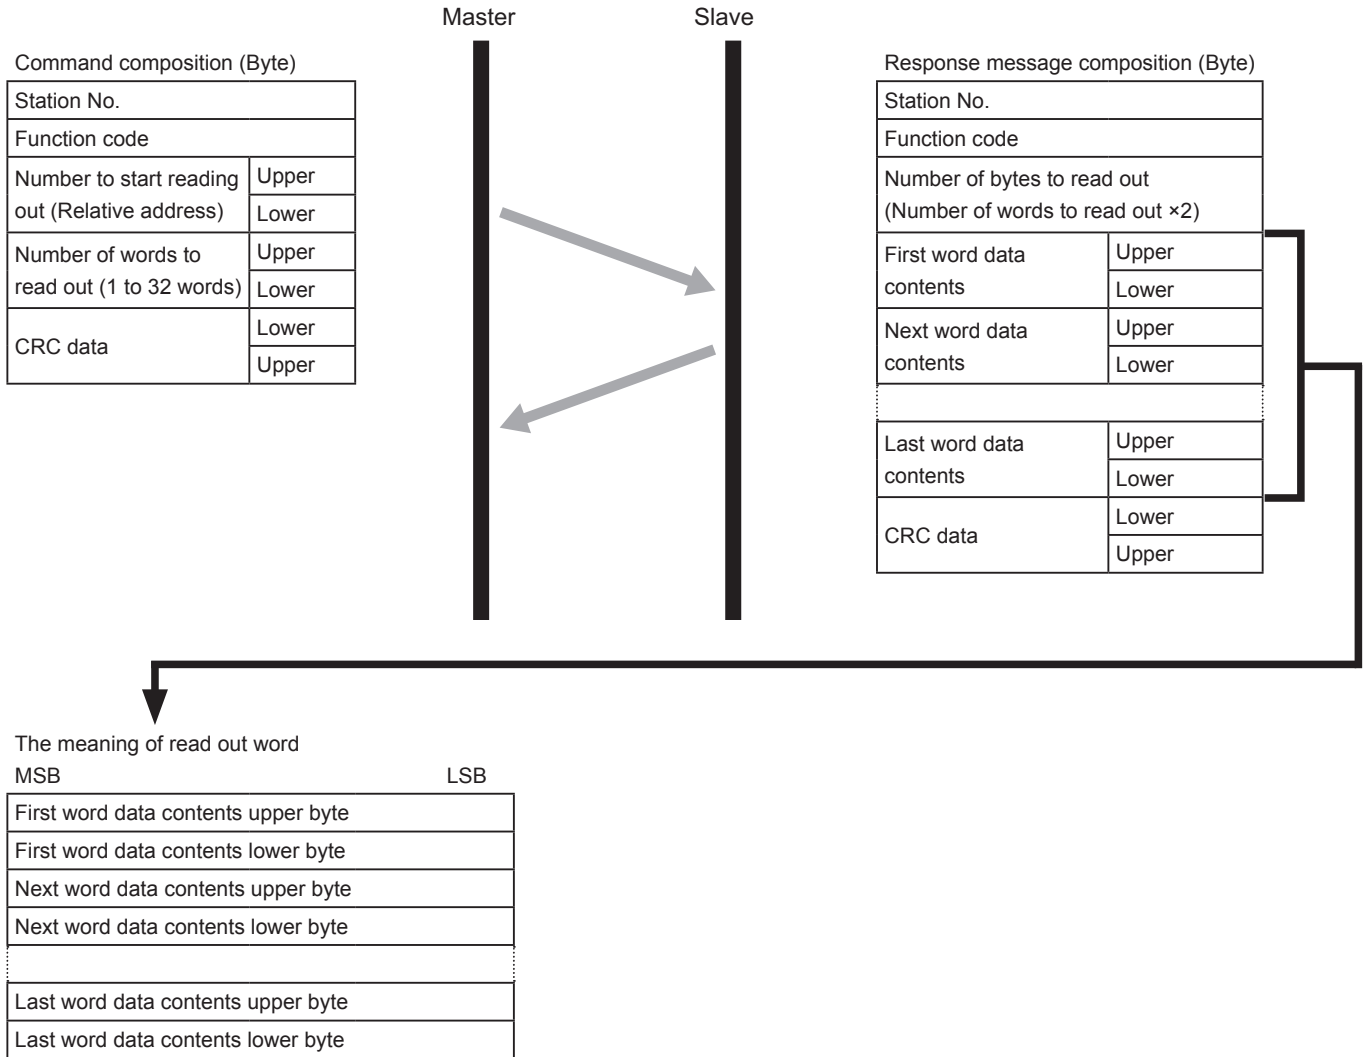 Master
Slave
Command composition (Byte)
Station No.
Function code
Number to start reading
out (Relative address)
Upper
Lower
Number of words to
read out (1 to 32 words)
Upper
Lower
CRC data
Lower
Upper
Response message composition (Byte)
Station No.
Function code
Number of bytes to read out
(Number of words to read out ×2)
First word data
contents
Upper
Lower
Next word data
contents
Upper
Lower
Last word data
contents
Upper
Lower
CRC data
Lower
Upper
The meaning of read out word
MSB
LSB
First word data contents upper byte
First word data contents lower byte
Next word data contents upper byte
Next word data contents lower byte
Last word data contents upper byte
Last word data contents lower byte